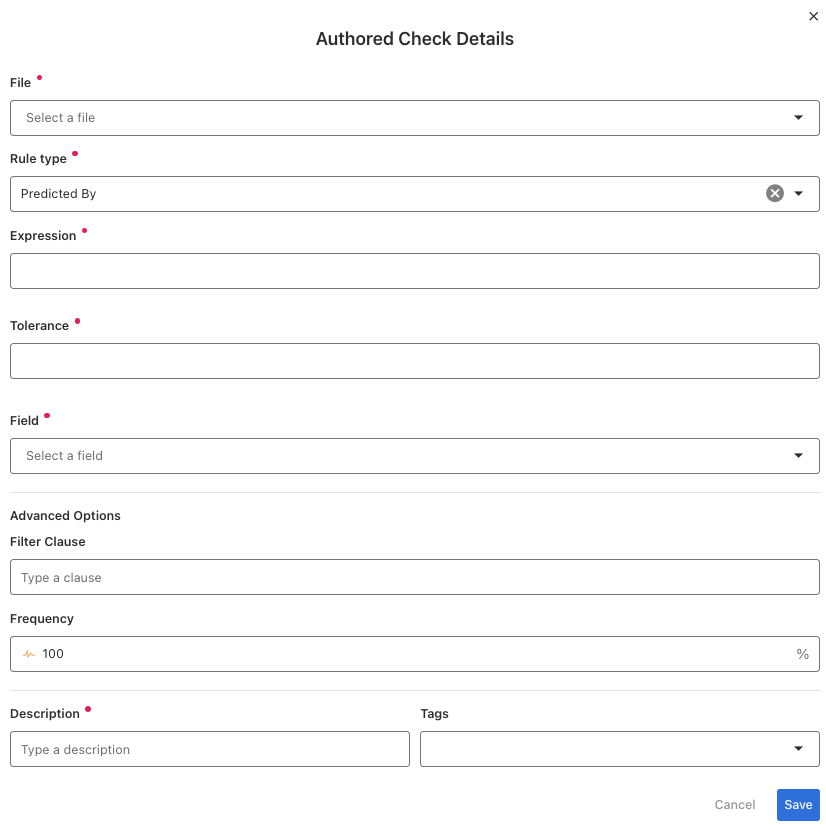 Authored Check Details
File
Select a file
Rule type
Predicted By
Expression
Tolerance
Field
Select a field
Advanced Options
Filter Clause
Type a clause
Frequency
100 %
Description Tags
Type a description
Cancel Save